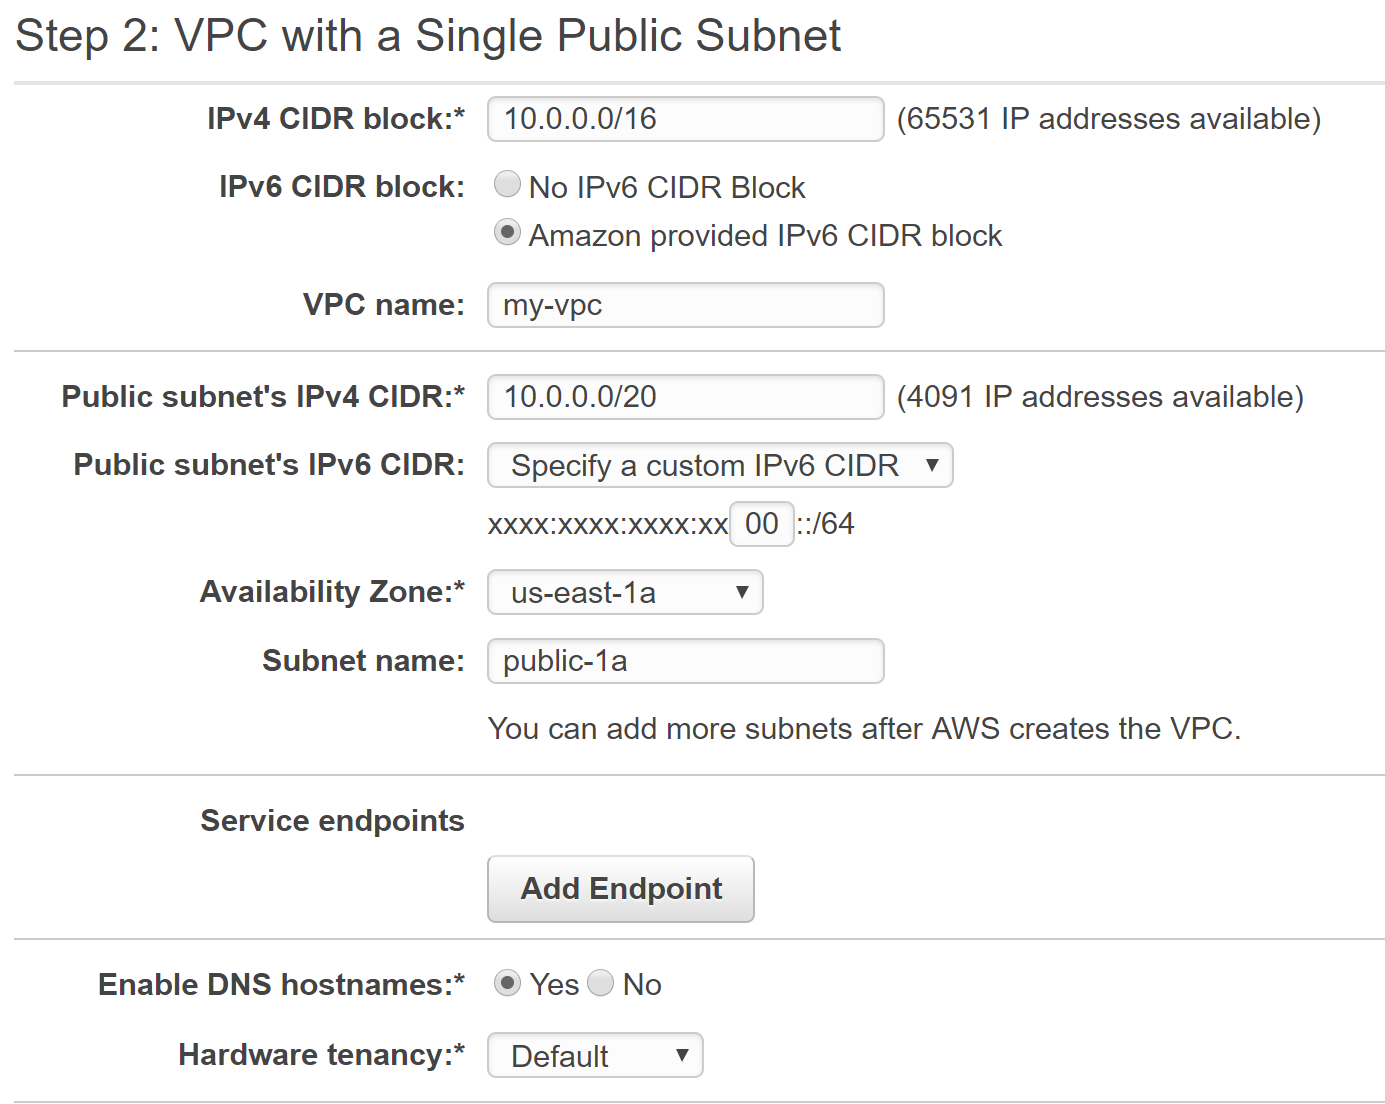 Step 2: VPC with a Single Public Subnet
IPv4 CIDR block:* 10.0.0.0/16 (65531 IP addresses available)
IPv6 CIDR block: No IPv6 CIDR Block
Amazon provided IPv6 CIDR block
VPC name: my-vpc
Public subnet's IPv4 CIDR:* 10.0.0.0/20 (4091 IP addresses available)
Public subnet's IPv6 CIDR: Specify a custom IPv6 CIDR
xxxx:xxxx:xxxx:xx 00 ::/64
Availability Zone:* us-east-1a
Subnet name: public-1a
You can add more subnets after AWS creates the VPC.
Service endpoints
Add Endpoint
Enable DNS hostnames:* Yes No
Hardware tenancy:* Default